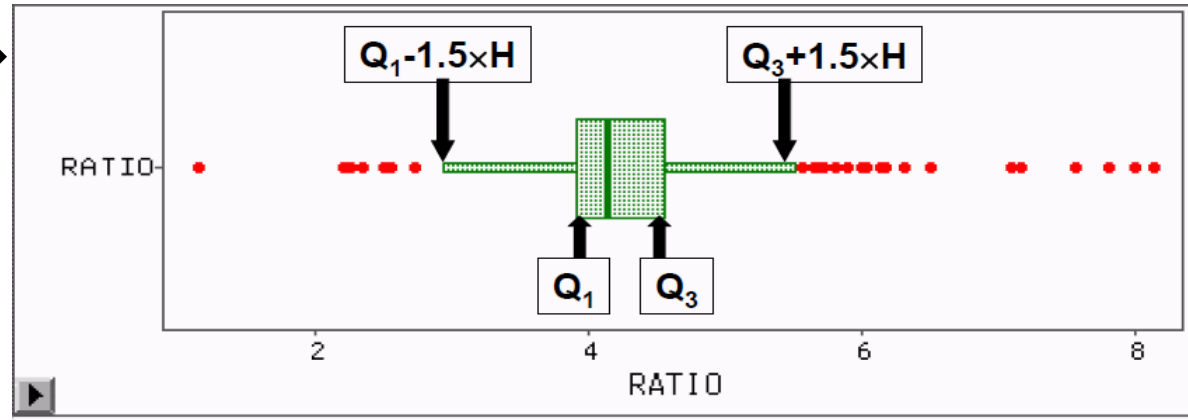 Q₁-1.5×H
Q₃+1.5×H
RATIO
Q₁
Q₃
2
4
6
8
RATIO